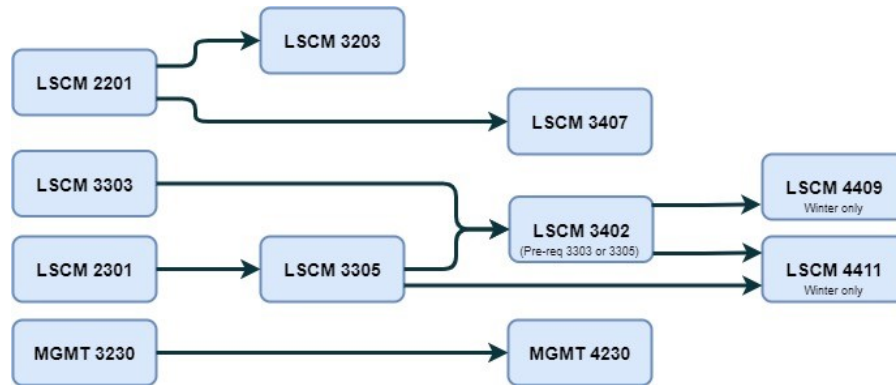 LSCM 3203
LSCM 2201
LSCM 3407
LSCM 3303
LSCM 3402
(Pre-req 3303 or 3305)
LSCM 4409
Winter only
LSCM 2301
LSCM 3305
LSCM 4411
Winter only
MGMT 3230
MGMT 4230